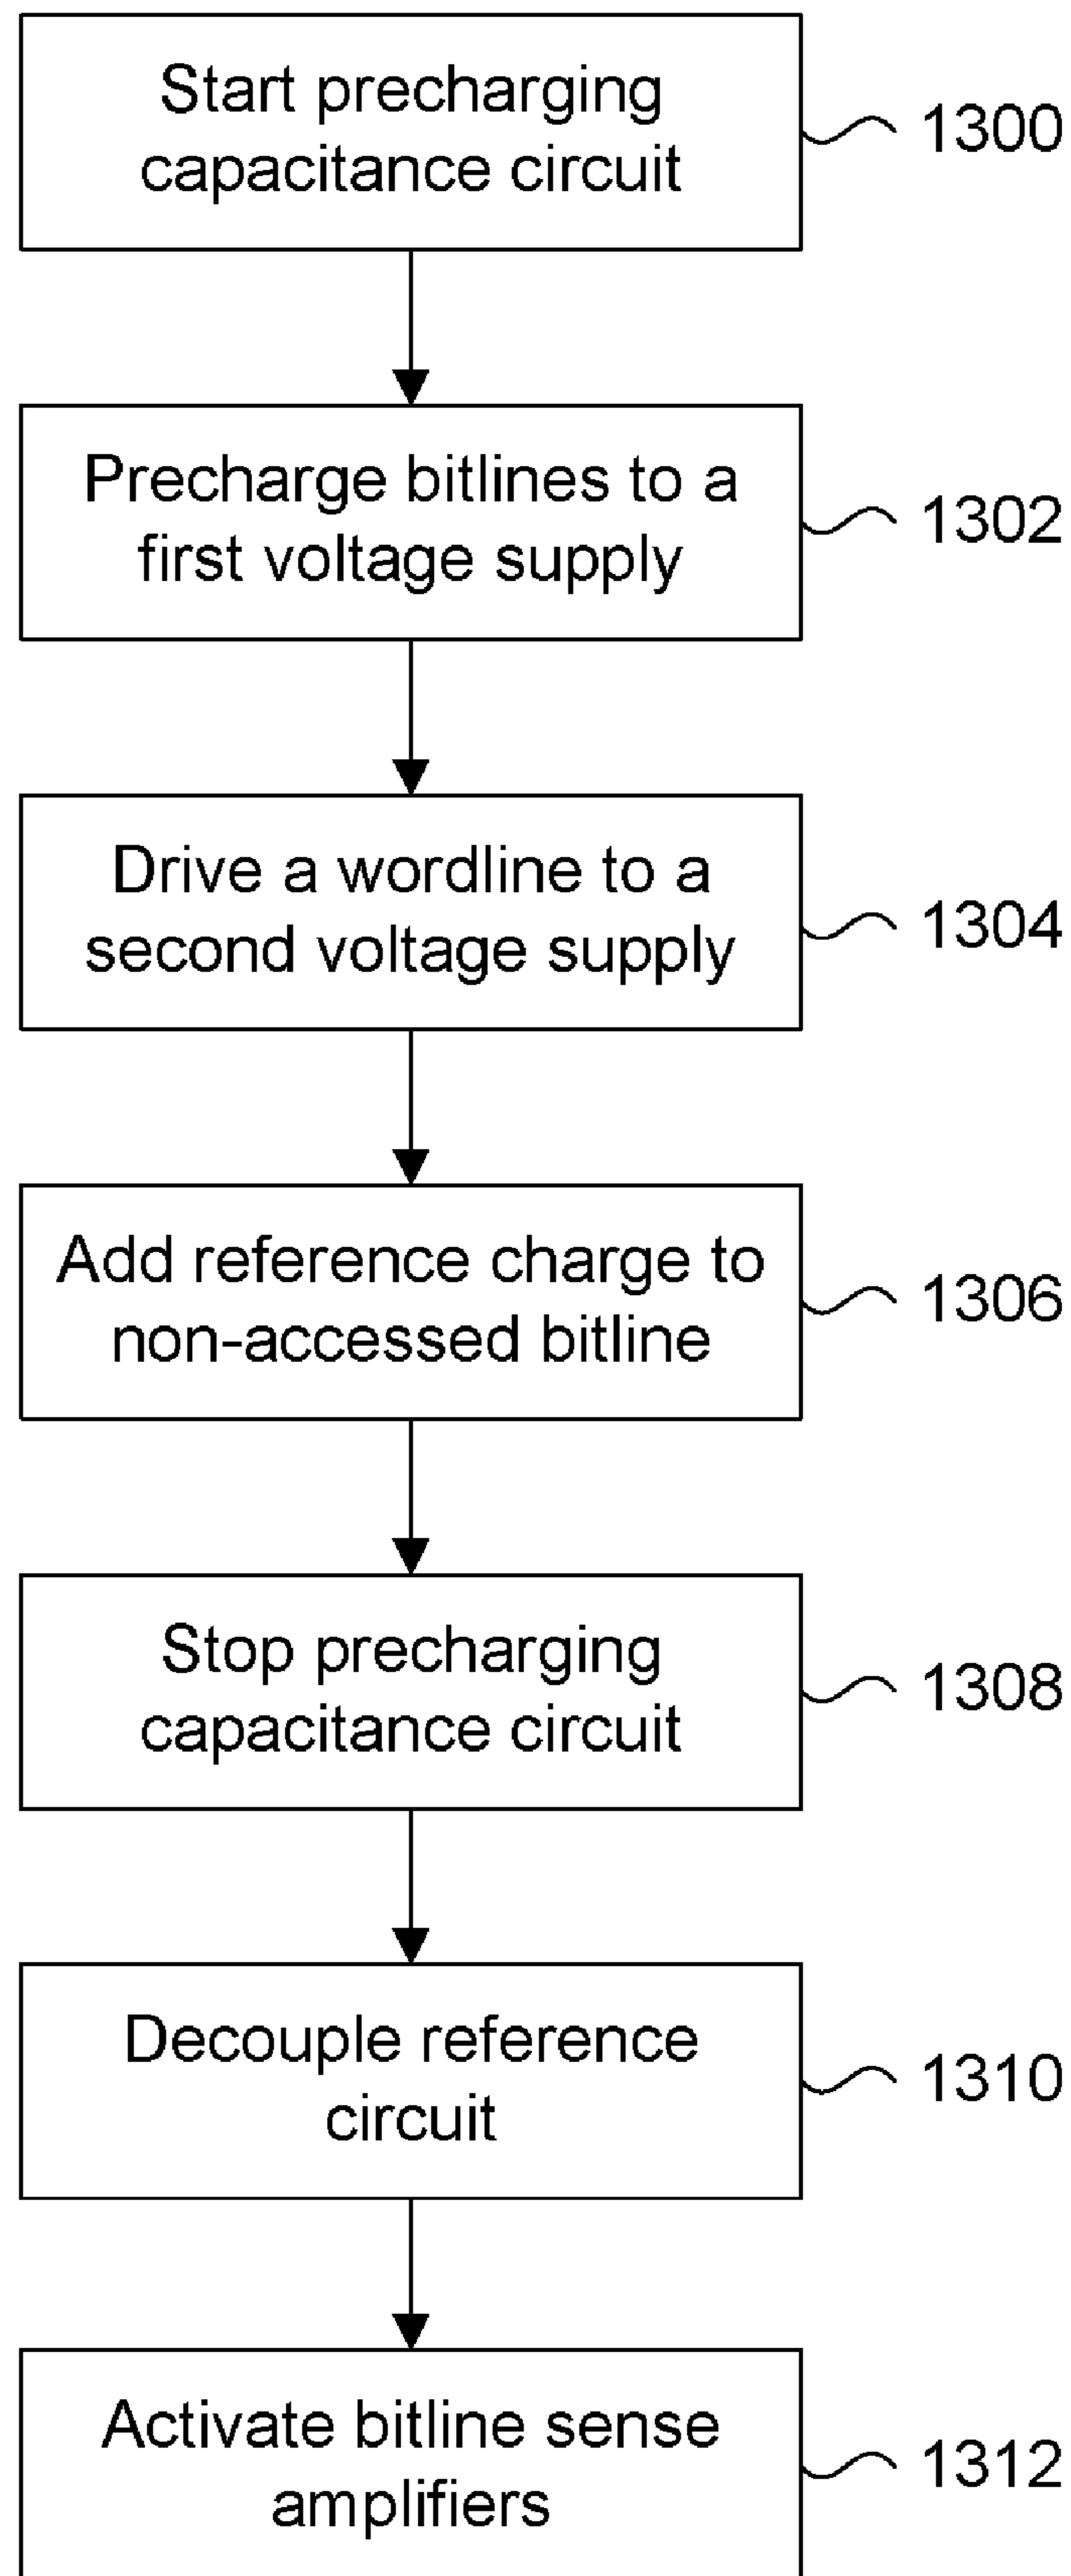 Start precharging
capacitance circuit
1300
Precharge bitlines to a
first voltage supply
1302
Drive a wordline to a
second voltage supply
1304
Add reference charge to
non-accessed bitline
1306
Stop precharging
capacitance circuit
1308
Decouple reference
circuit
1310
Activate bitline sense
amplifiers
1312